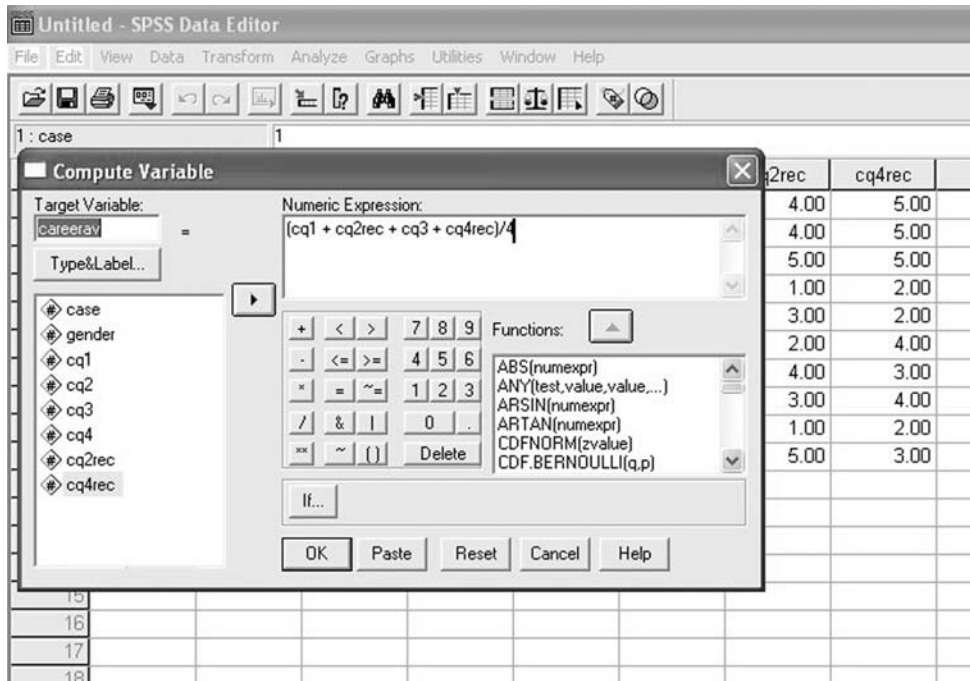 Untitled - SPSS Data Editor
File Edit View Data Transform Analyze Graphs Utilities Window Help
1 : case 1
Compute Variable
Target Variable:
careerav
=
Type&Label...
Numeric Expression:
(cq1 + cq2rec + cq3 + cq4rec)/4
case
gender
cq1
cq2
cq3
cq4
cq2rec
cq4rec
+ < > 7 8 9
- <= >= 4 5 6
* = ~= 1 2 3
/ & | 0 .
** ~ () Delete
Functions:
ABS(numexpr)
ANY(test,value,value,...)
ARSIN(numexpr)
ARTAN(numexpr)
CDFNORM(zvalue)
CDF.BERNOULLI(q,p)
If...
OK Paste Reset Cancel Help
q2rec cq4rec
4.00 5.00
4.00 5.00
5.00 5.00
1.00 2.00
3.00 2.00
2.00 4.00
4.00 3.00
3.00 4.00
1.00 2.00
5.00 3.00
15
16
17
18